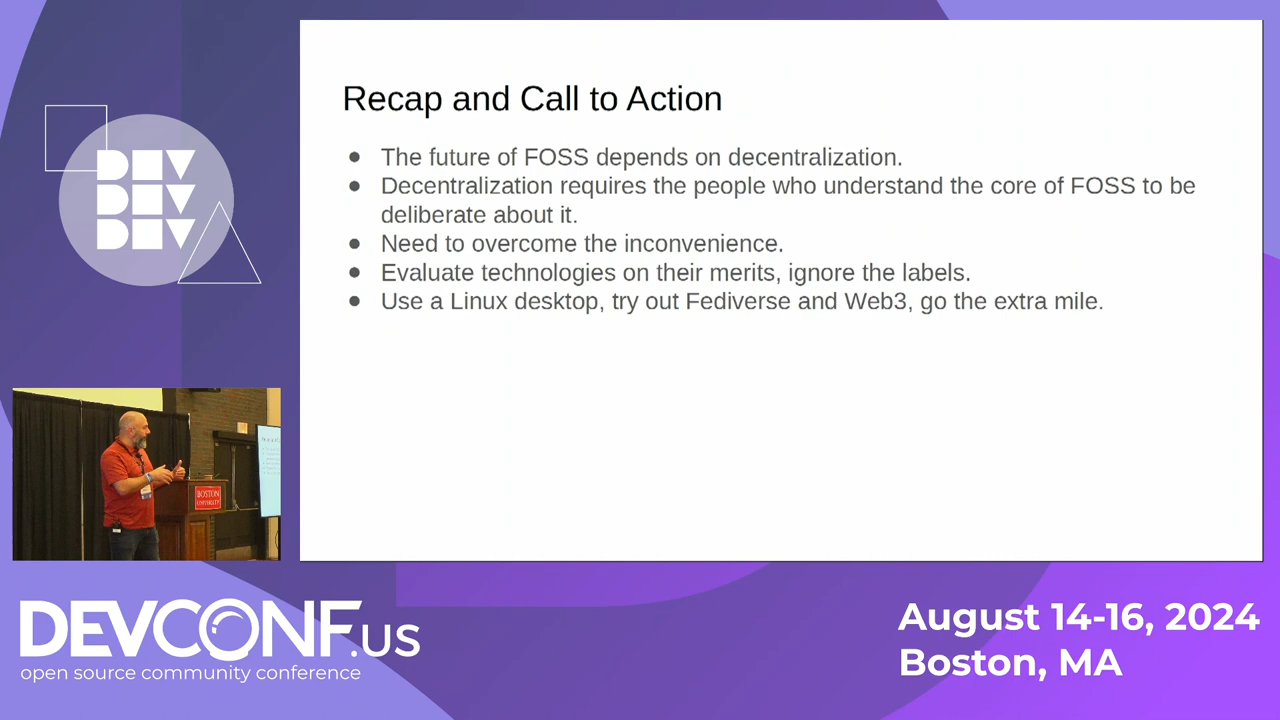 DEV
DEV
DEV
Recap and Call to Action
● The future of FOSS depends on decentralization.
● Decentralization requires the people who understand the core of FOSS to be
deliberate about it.
● Need to overcome the inconvenience.
● Evaluate technologies on their merits, ignore the labels.
● Use a Linux desktop, try out Fediverse and Web3, go the extra mile.
BOSTON
UNIVERSITY
DEVCONF.US
open source community conference
August 14-16, 2024
Boston, MA